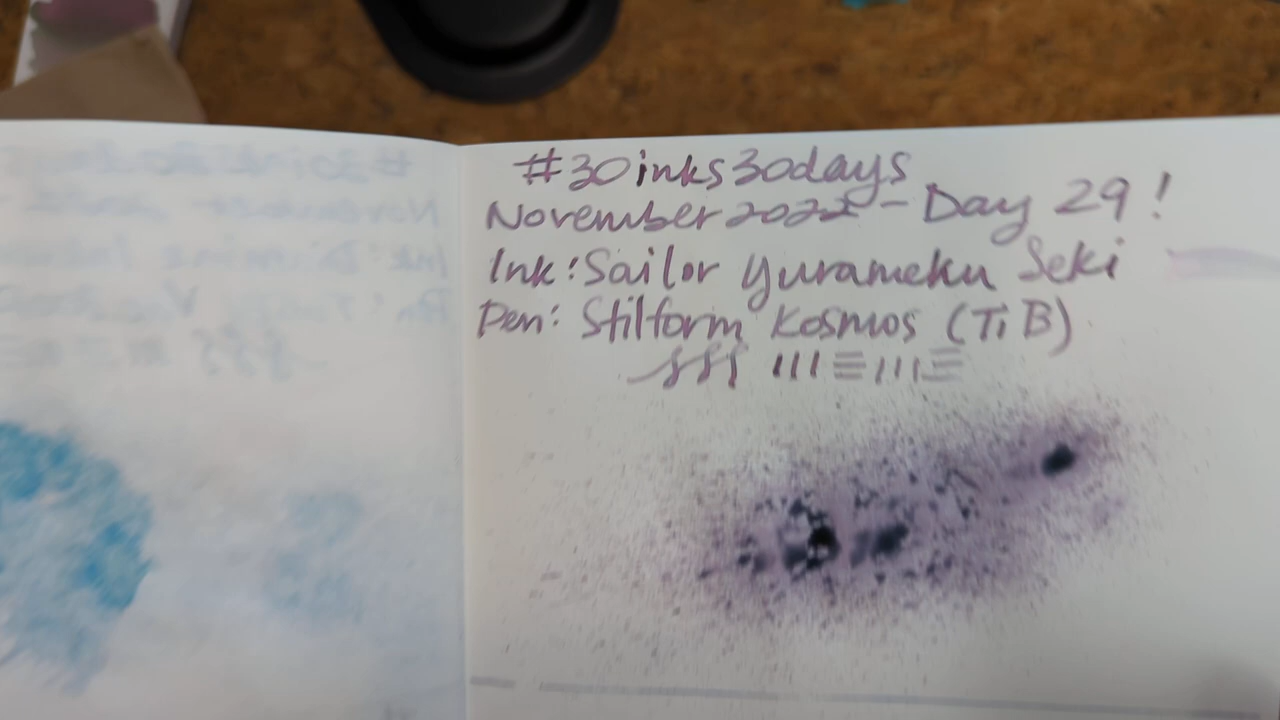 #30inks30days
November 2022 - Day 29!
Ink: Sailor Yurameku Seki
Pen: Stilform Kosmos (Ti B)